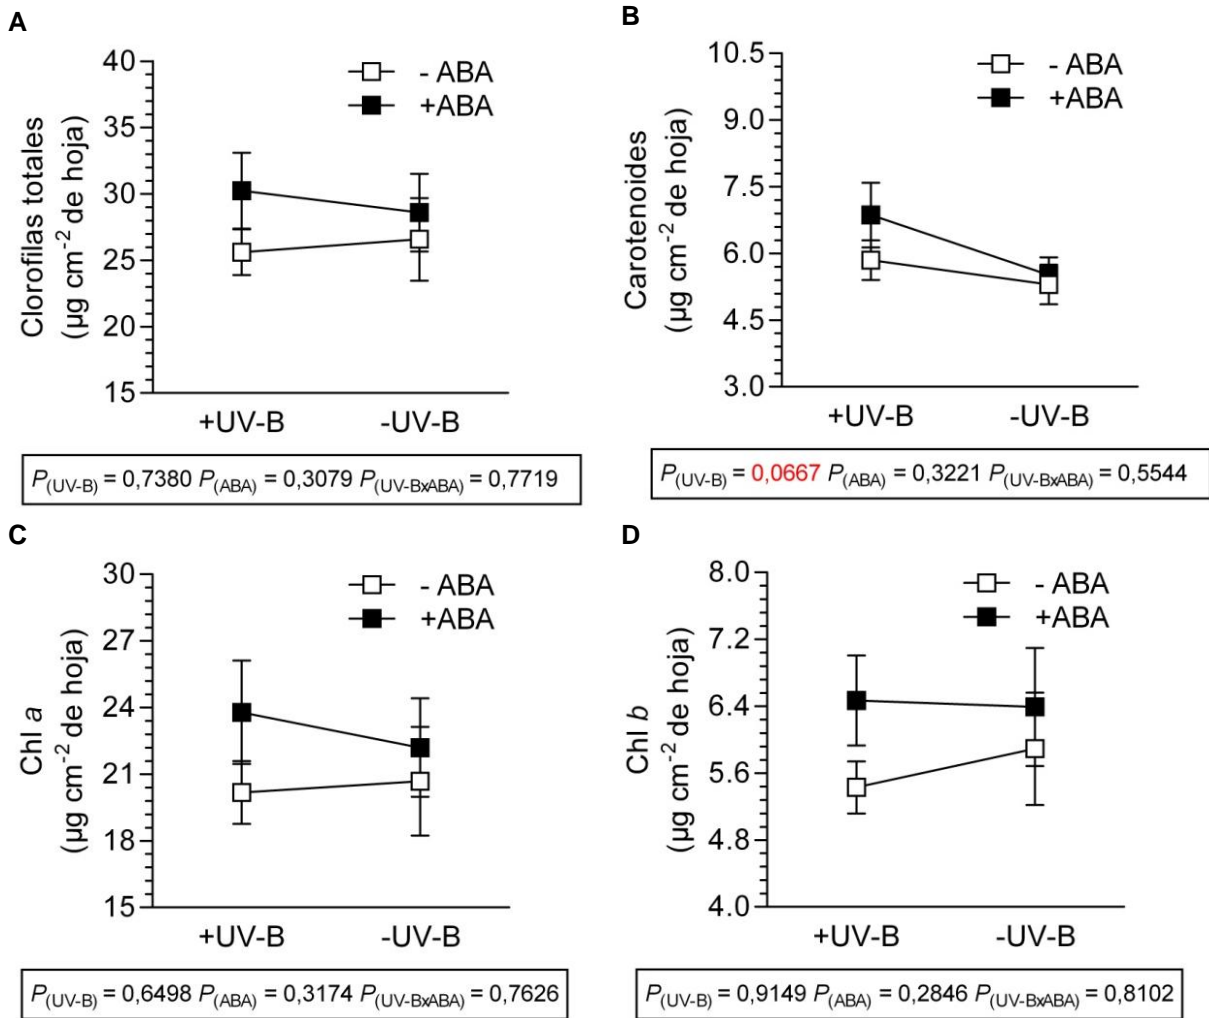 A
40
35
30
25
20
15
Clorofilas totales
(µg cm⁻² de hoja)
- ABA
+ABA
+UV-B -UV-B
P(UV-B) = 0,7380 P(ABA) = 0,3079 P(UV-BxABA) = 0,7719
B
10.5
9.0
7.5
6.0
4.5
3.0
Carotenoides
(µg cm⁻² de hoja)
- ABA
+ABA
+UV-B -UV-B
P(UV-B) = 0,0667 P(ABA) = 0,3221 P(UV-BxABA) = 0,5544
C
30
27
24
21
18
15
Chl a
(µg cm⁻² de hoja)
- ABA
+ABA
+UV-B -UV-B
P(UV-B) = 0,6498 P(ABA) = 0,3174 P(UV-BxABA) = 0,7626
D
8.0
7.2
6.4
5.6
4.8
4.0
Chl b
(µg cm⁻² de hoja)
- ABA
+ABA
+UV-B -UV-B
P(UV-B) = 0,9149 P(ABA) = 0,2846 P(UV-BxABA) = 0,8102